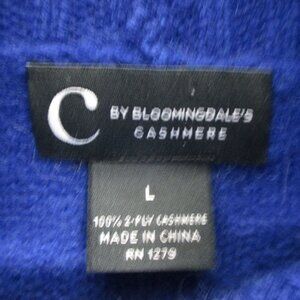 C BY BLOOMINGDALE'S
CASHMERE
L
100% 2-PLY CASHMERE
MADE IN CHINA
RN 1279